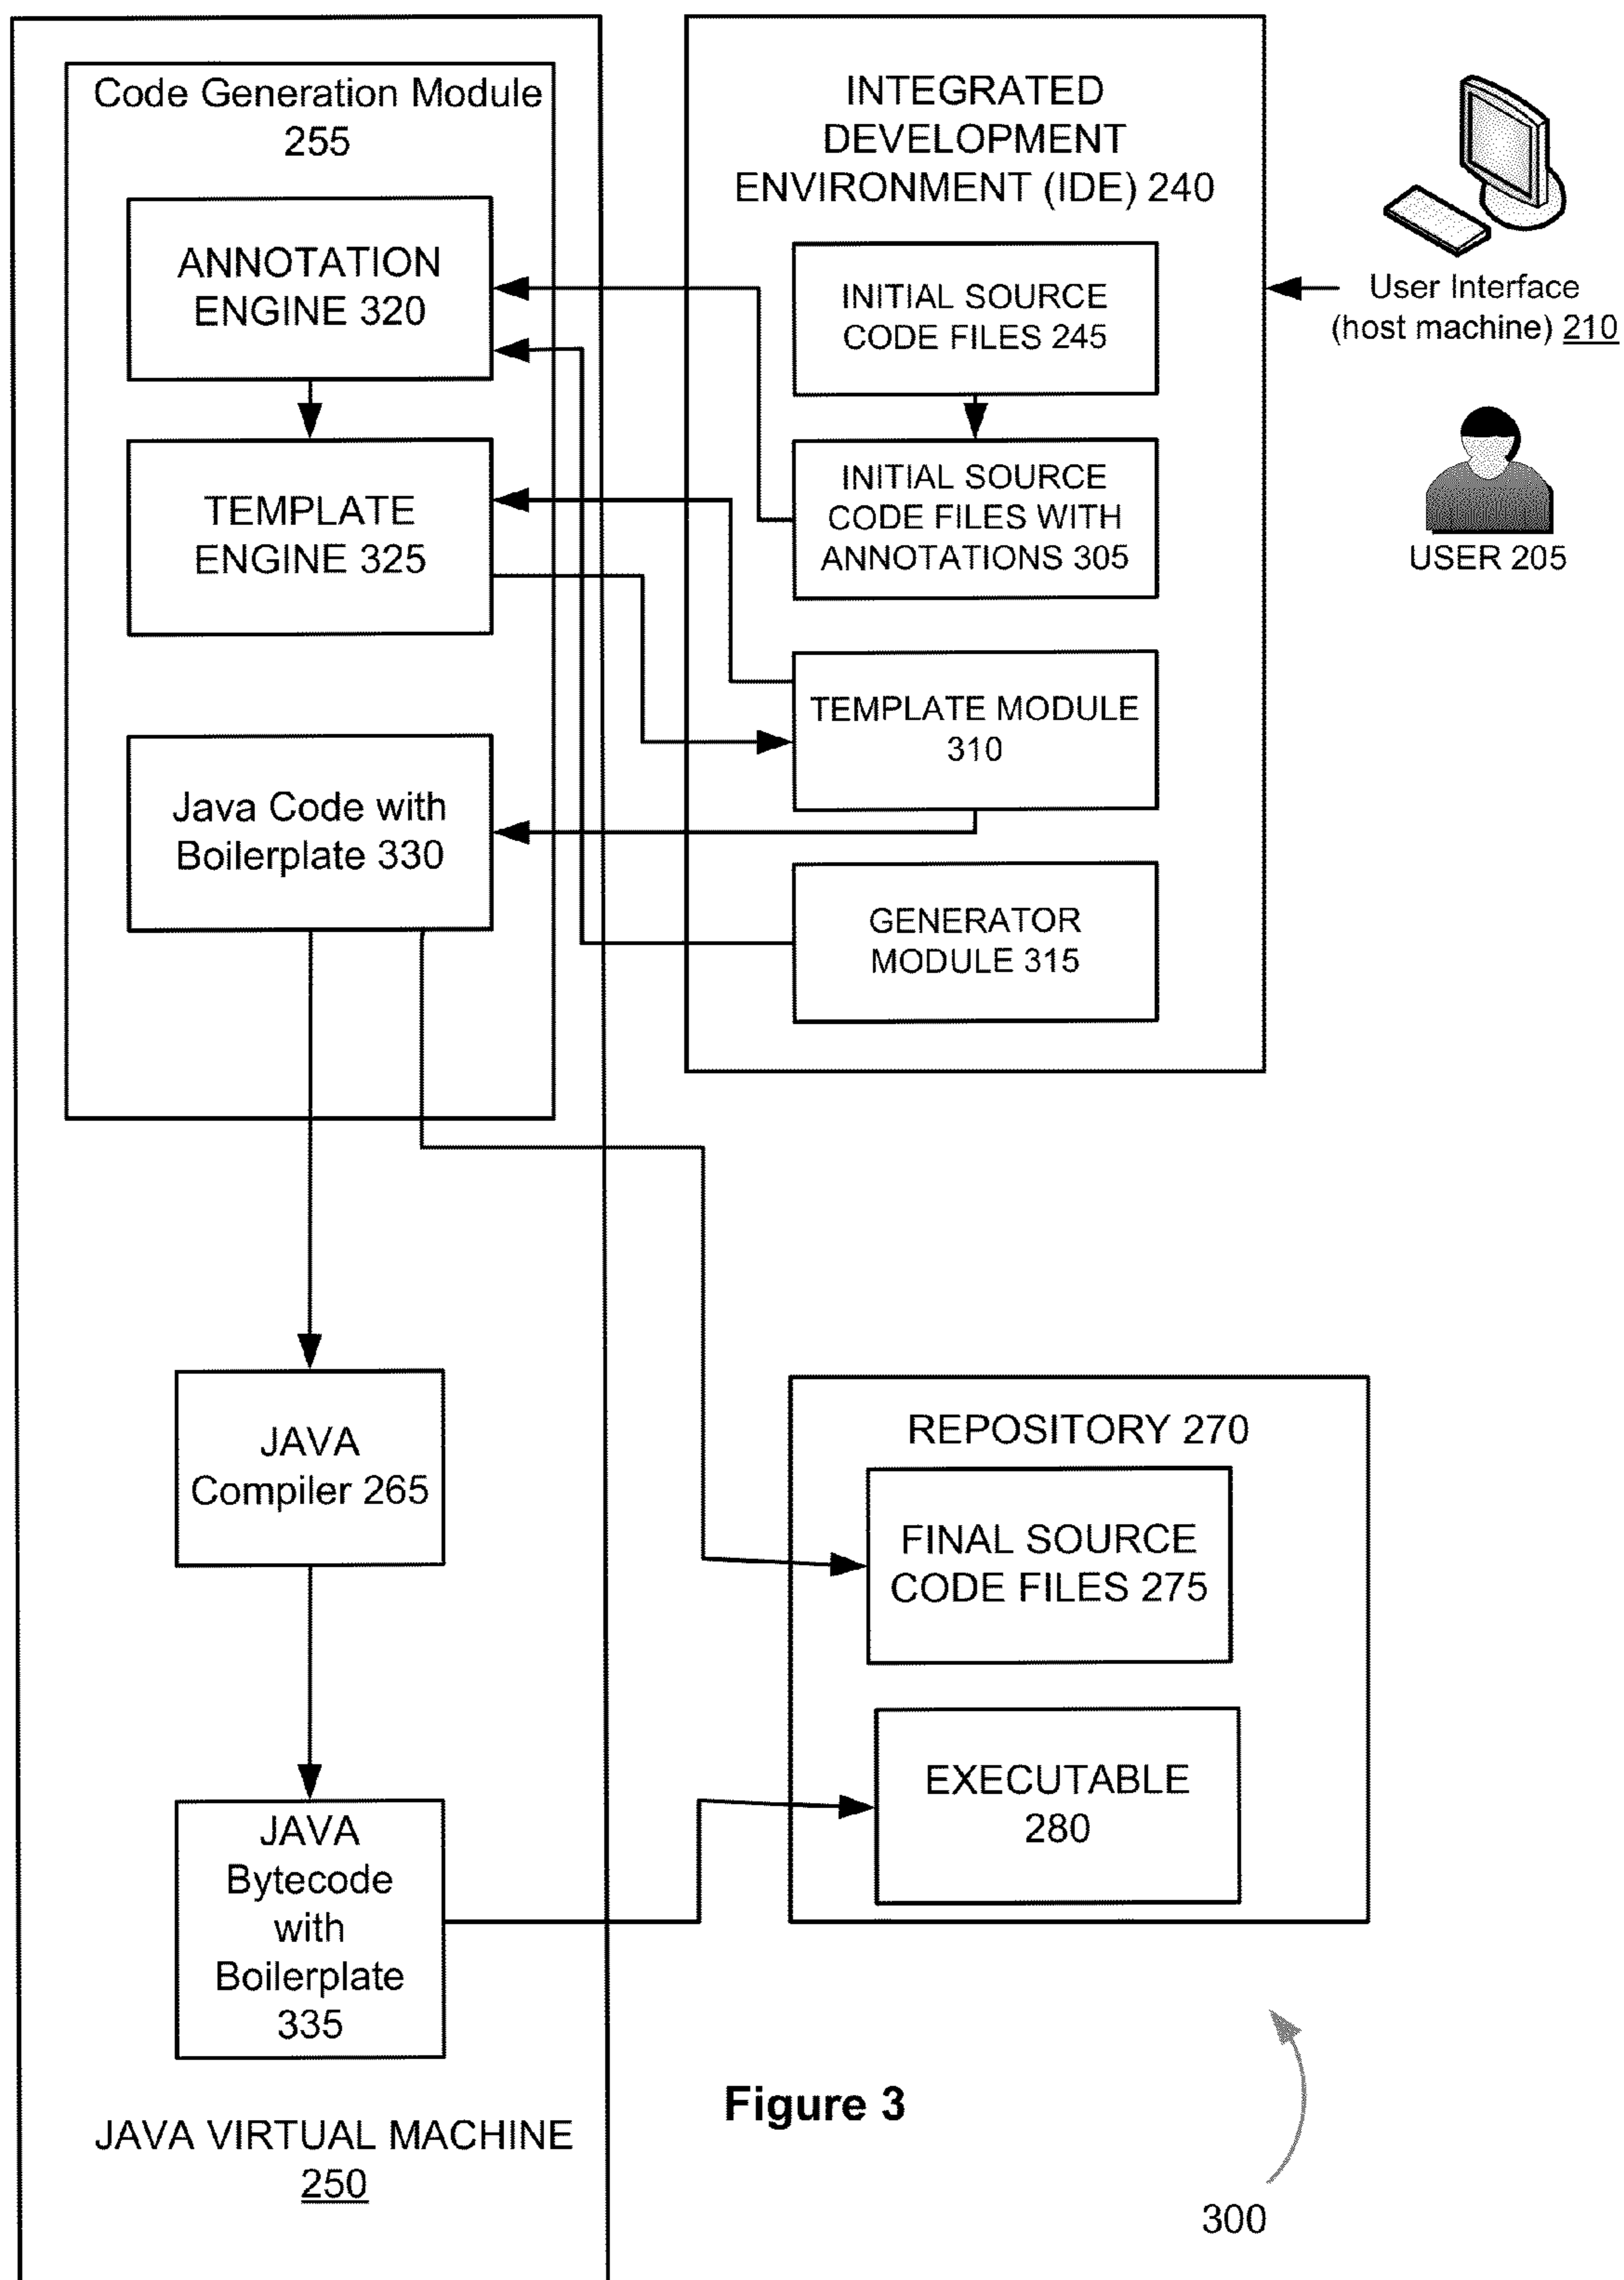 Code Generation Module
255
ANNOTATION
ENGINE 320
TEMPLATE
ENGINE 325
Java Code with
Boilerplate 330
JAVA
Compiler 265
JAVA
Bytecode
with
Boilerplate
335
JAVA VIRTUAL MACHINE
250
INTEGRATED
DEVELOPMENT
ENVIRONMENT (IDE) 240
INITIAL SOURCE
CODE FILES 245
INITIAL SOURCE
CODE FILES WITH
ANNOTATIONS 305
TEMPLATE MODULE
310
GENERATOR
MODULE 315
User Interface
(host machine) 210
USER 205
REPOSITORY 270
FINAL SOURCE
CODE FILES 275
EXECUTABLE
280
Figure 3
300